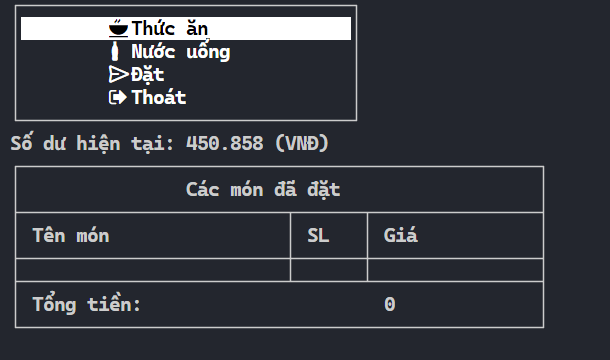 Thức ăn
Nước uống
Đặt
Thoát
Số dư hiện tại: 450.858 (VNĐ)
Các món đã đặt
Tên món SL Giá
Tổng tiền: 0